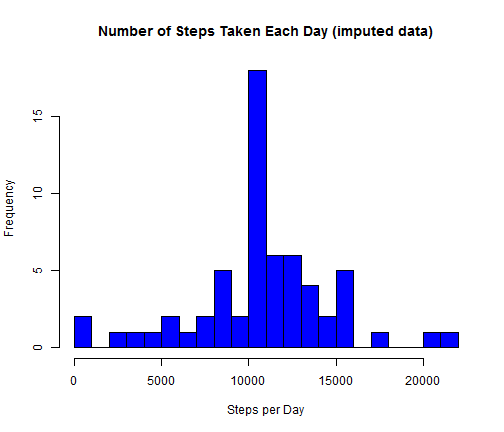 Number of Steps Taken Each Day (imputed data)
15
10
5
0
Frequency
0 5000 10000 15000 20000
Steps per Day